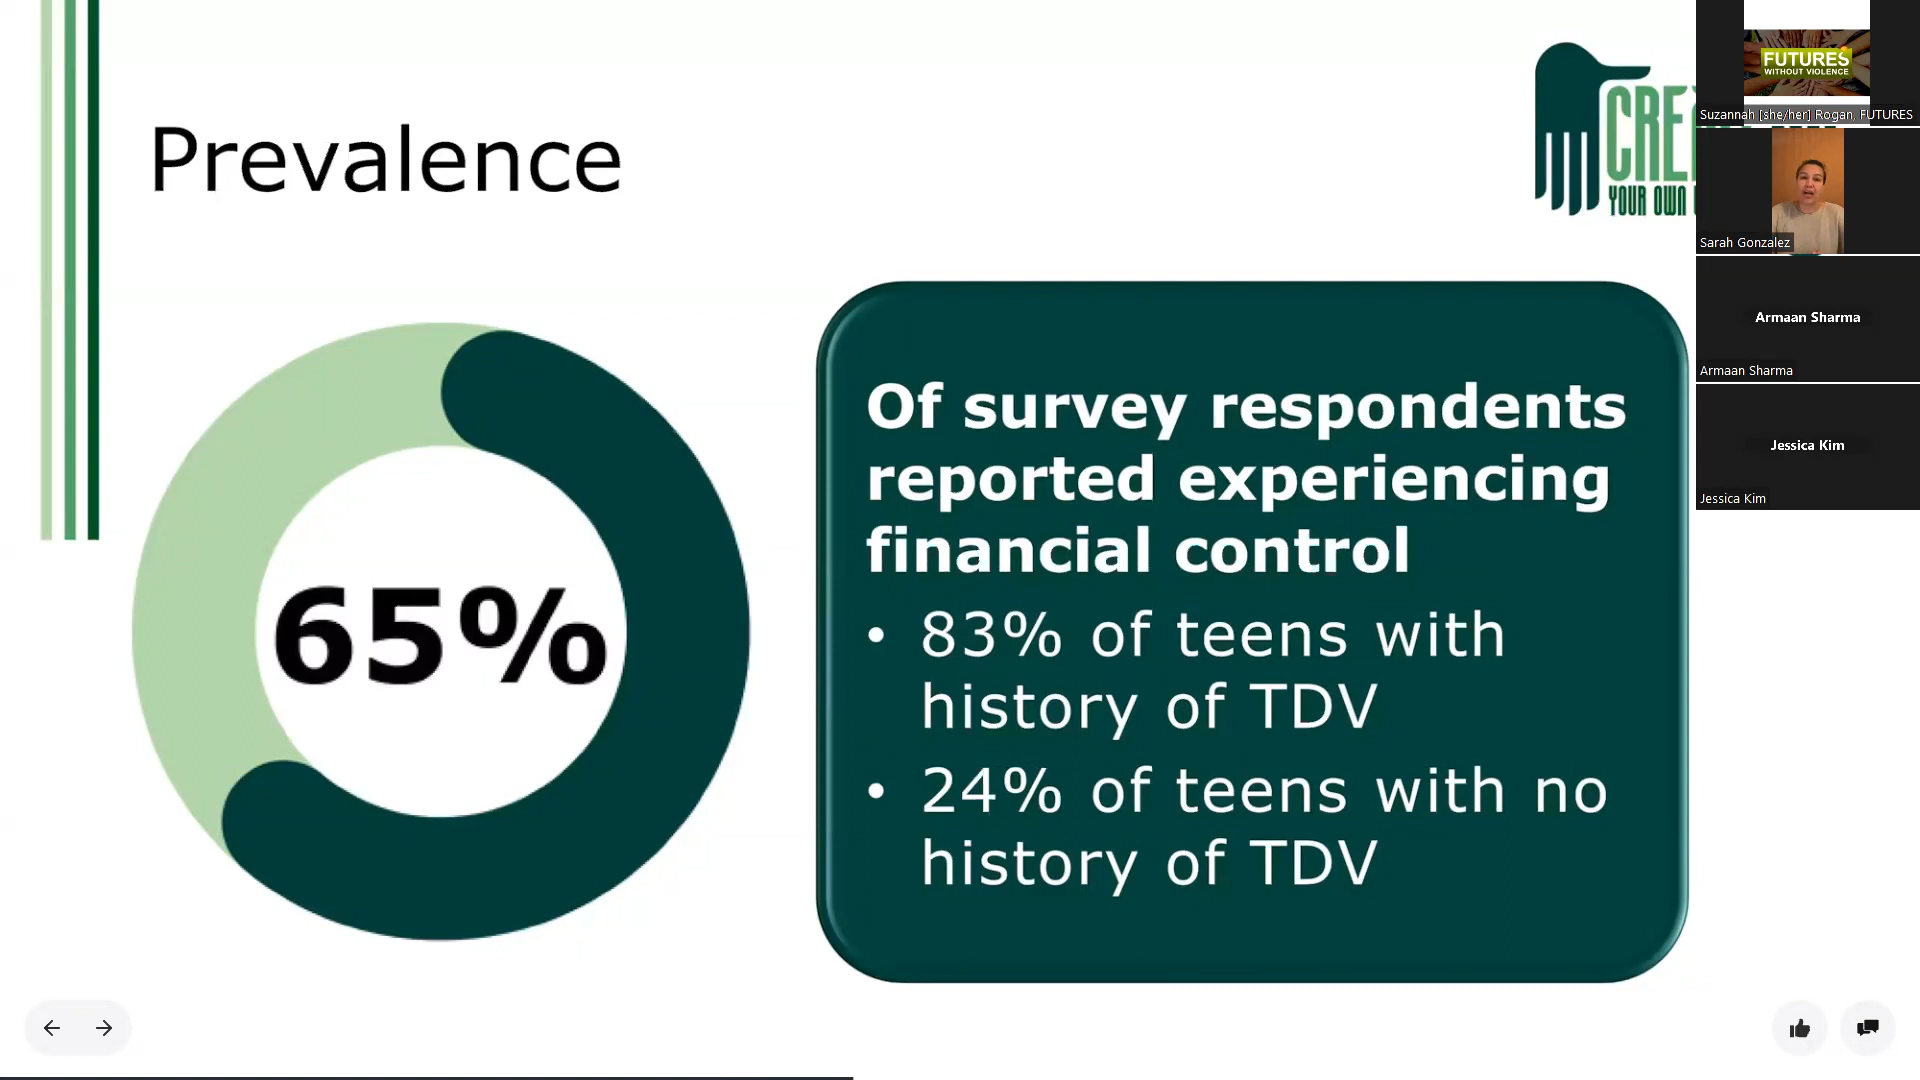 Prevalence
YOUR OWN
65%
Of survey respondents
reported experiencing
financial control
• 83% of teens with
history of TDV
• 24% of teens with no
history of TDV
FUTURES
WITHOUT VIOLENCE
Suzannah [she/her] Rogan, FUTURES
Sarah Gonzalez
Armaan Sharma
Armaan Sharma
Jessica Kim
Jessica Kim